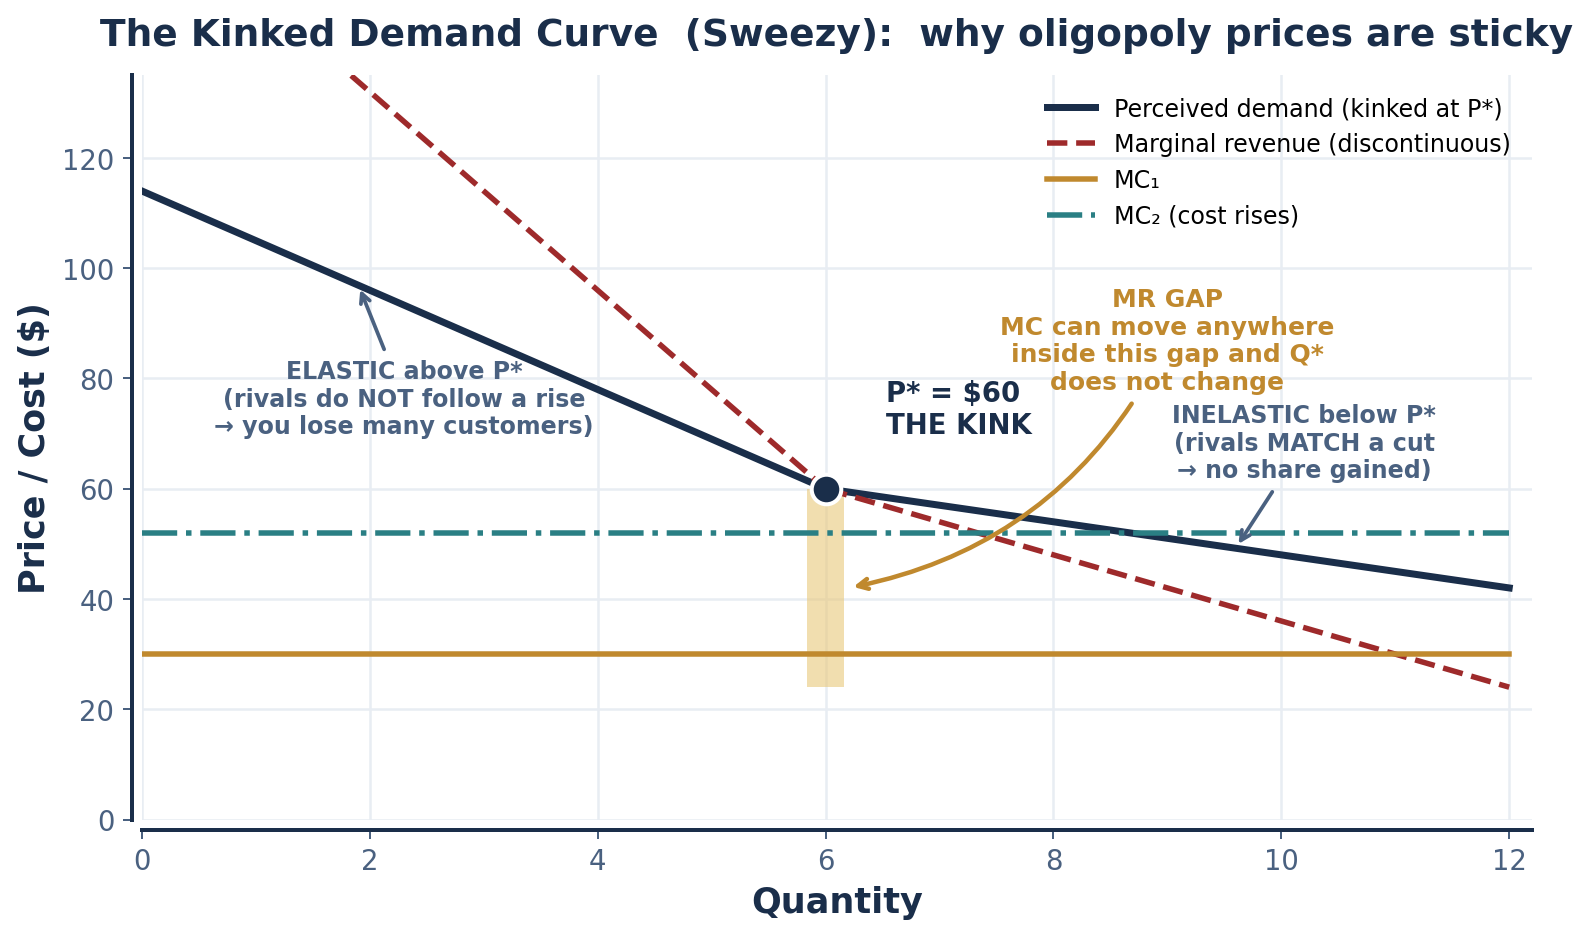 The Kinked Demand Curve  (Sweezy):  why oligopoly prices are sticky
Perceived demand (kinked at P*)
Marginal revenue (discontinuous)
MC₁
MC₂ (cost rises)
MR GAP
MC can move anywhere
inside this gap and Q*
does not change
ELASTIC above P*
(rivals do NOT follow a rise
→ you lose many customers)
P* = $60
THE KINK
INELASTIC below P*
(rivals MATCH a cut
→ no share gained)
Price / Cost ($)
120
100
80
60
40
20
0
0 2 4 6 8 10 12
Quantity